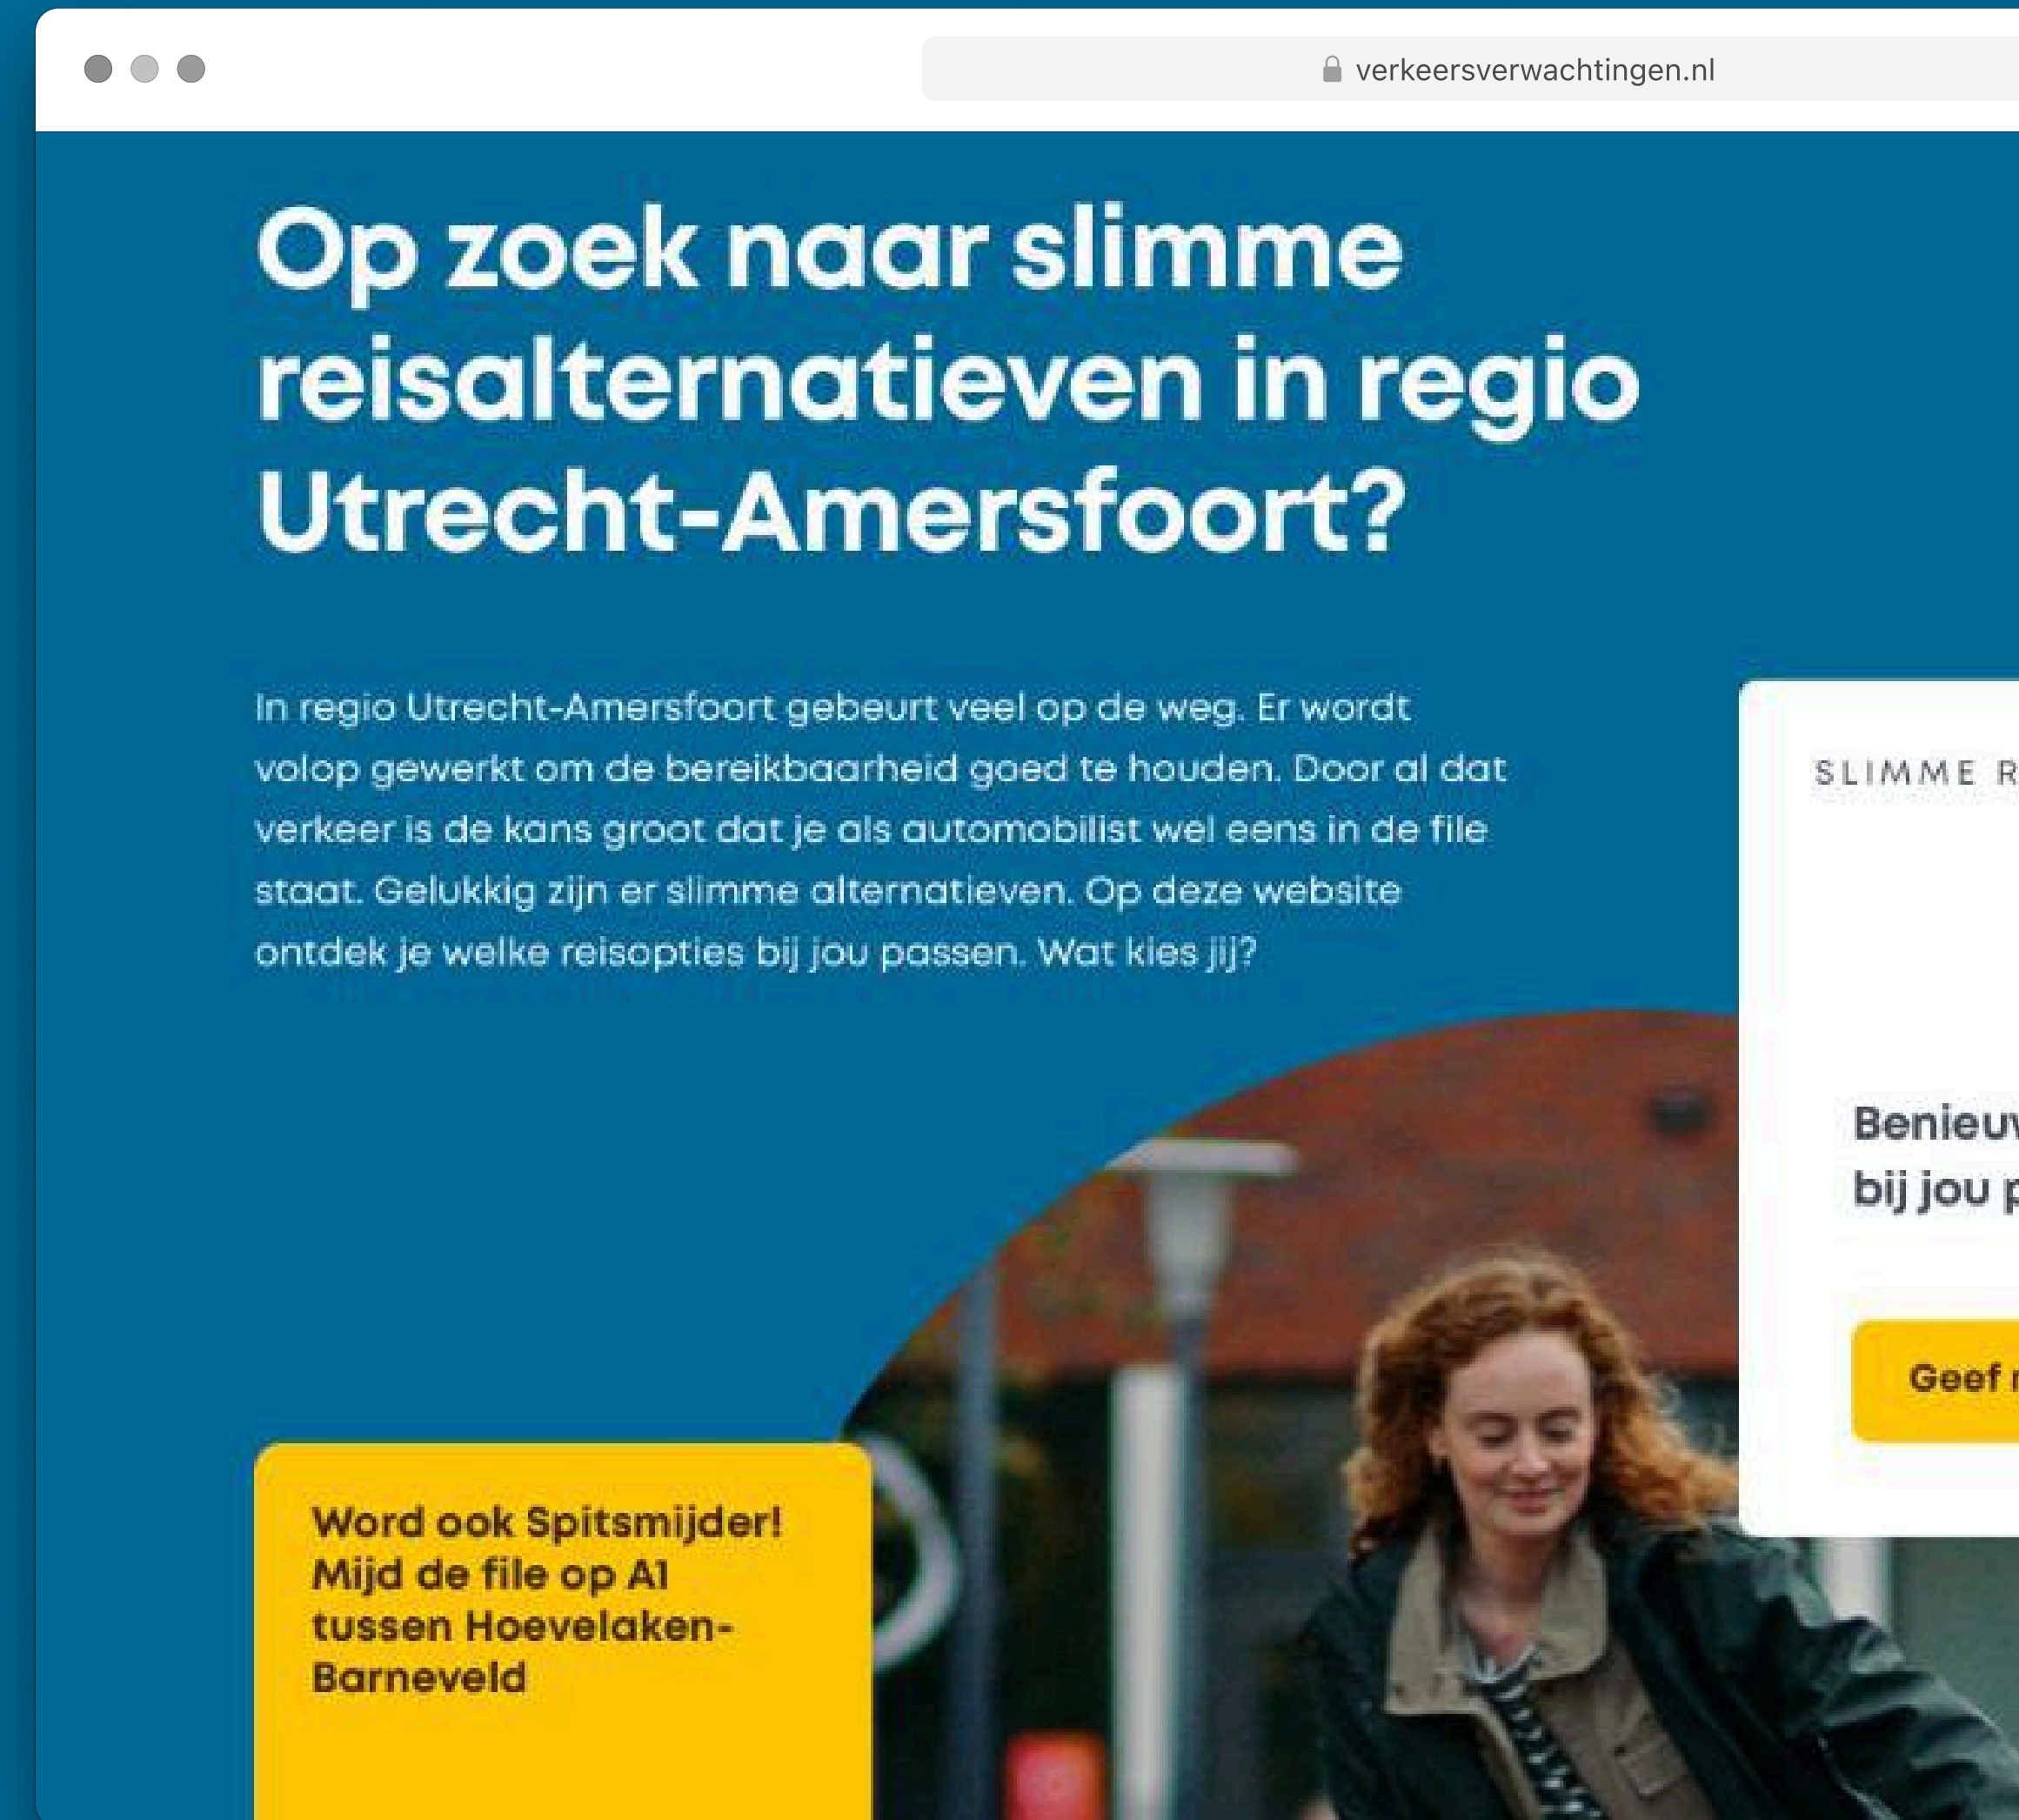 verkeersverwachtingen.nl
Op zoek naar slimme
reisalternatieven in regio
Utrecht-Amersfoort?
In regio Utrecht-Amersfoort gebeurt veel op de weg. Er wordt
volop gewerkt om de bereikbaarheid goed te houden. Door al dat
verkeer is de kans groot dat je als automobilist wel eens in de file
staat. Gelukkig zijn er slimme alternatieven. Op deze website
ontdek je welke reisopties bij jou passen. Wat kies jij?
SLIMME
bij jou
Geef
Word ook Spitsmijder!
Mijd de file op A1
tussen Hoevelaken-
Barneveld